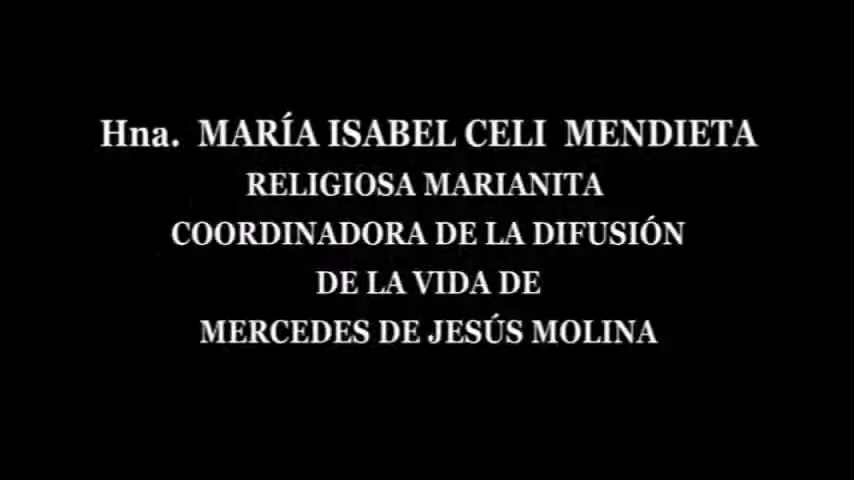 Hna. MARÍA ISABEL CELI MENDIETA
RELIGIOSA MARIANITA
COORDINADORA DE LA DIFUSIÓN
DE LA VIDA DE
MERCEDES DE JESÚS MOLINA